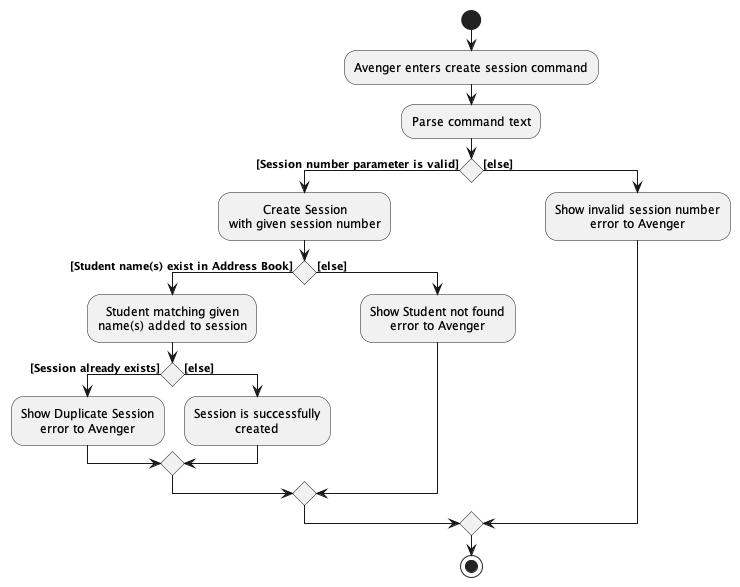 Avenger enters create session command
Parse command text
[Session number parameter is valid]
[else]
Create Session
with given session number
Show invalid session number
error to Avenger
[Student name(s) exist in Address Book]
[else]
Student matching given
name(s) added to session
Show Student not found
error to Avenger
[Session already exists]
[else]
Show Duplicate Session
error to Avenger
Session is successfully
created